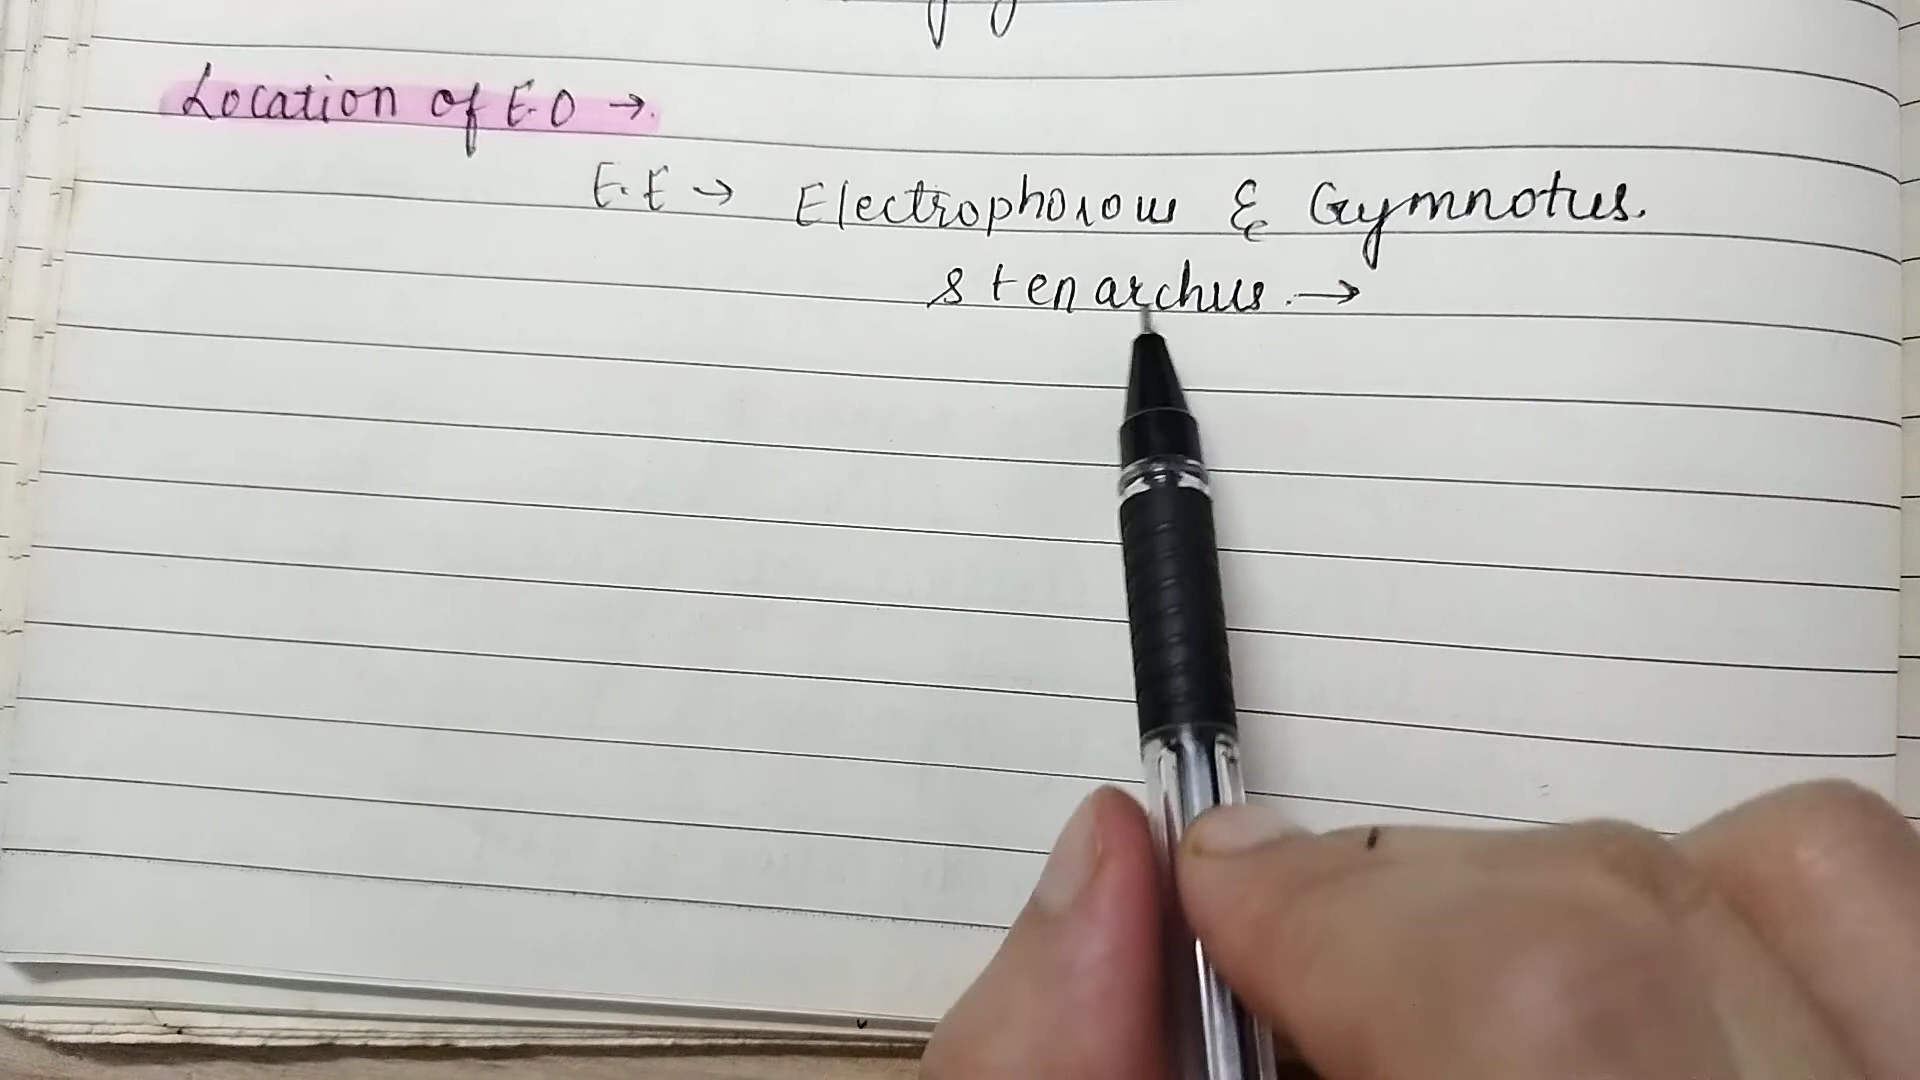 Location of E.O →.
E.E → Electrophorous & Gymnotus.
stenarchus. →